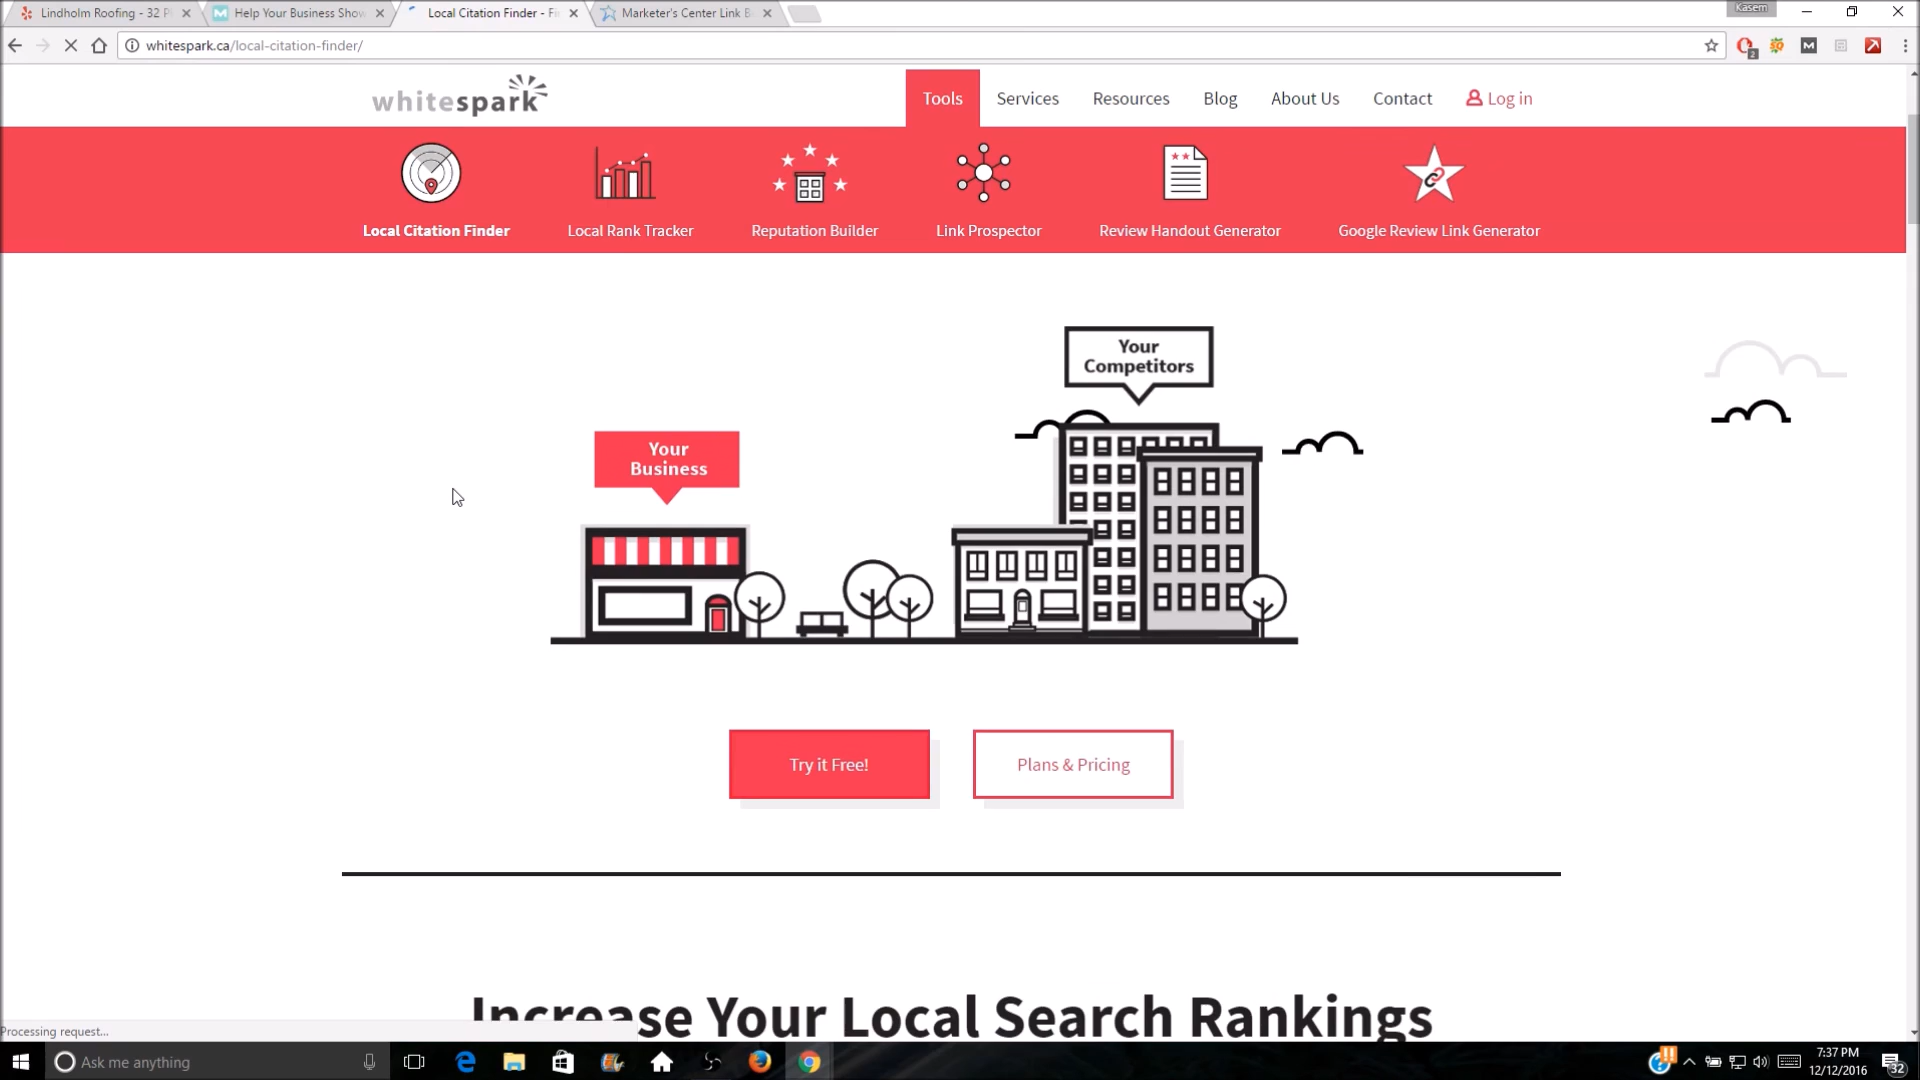 Lindholm Roofing - 32 P
Help Your Business Show
Local Citation Finder - Fi
Marketer's Center Link B
Kasem
whitespark.ca/local-citation-finder/
2
M
whitespark
Tools
Services
Resources
Blog
About Us
Contact
Log in
Local Citation Finder
Local Rank Tracker
Reputation Builder
Link Prospector
Review Handout Generator
Google Review Link Generator
Your
Competitors
Your
Business
Try it Free!
Plans & Pricing
Increase Your Local Search Rankings
Processing request...
Ask me anything
7:37 PM
12/12/2016
32